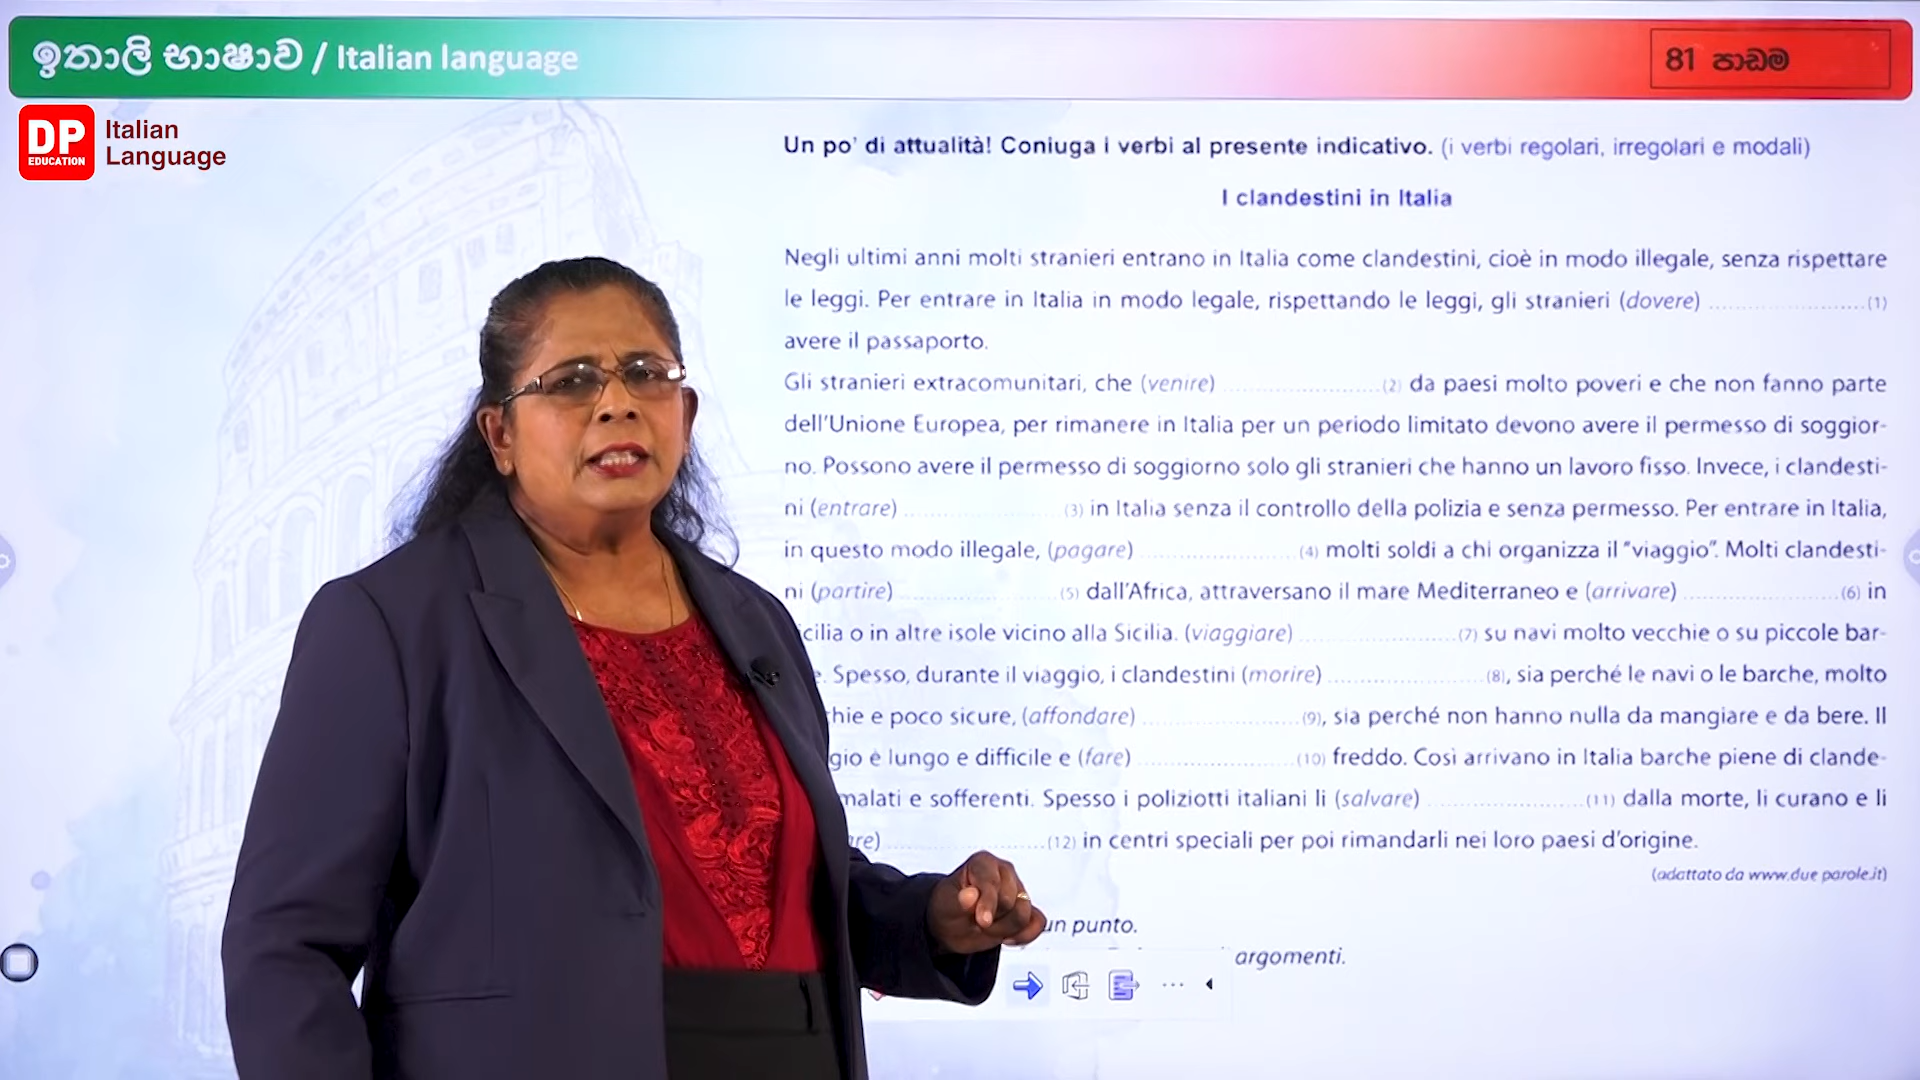 ඉතාලි භාෂාව / Italian language
81 පාඩම
DP
EDUCATION
Italian
Language
Un po' di attualità! Coniuga i verbi al presente indicativo. (i verbi regolari, irregolari e modali)
I clandestini in Italia
Negli ultimi anni molti stranieri entrano in Italia come clandestini, cioè in modo illegale, senza rispettare
le leggi. Per entrare in Italia in modo legale, rispettando le leggi, gli stranieri (dovere) ........................(1)
avere il passaporto.
Gli stranieri extracomunitari, che (venire) ........................(2) da paesi molto poveri e che non fanno parte
dell'Unione Europea, per rimanere in Italia per un periodo limitato devono avere il permesso di soggior-
no. Possono avere il permesso di soggiorno solo gli stranieri che hanno un lavoro fisso. Invece, i clandesti-
ni (entrare) ........................(3) in Italia senza il controllo della polizia e senza permesso. Per entrare in Italia,
in questo modo illegale, (pagare) ........................(4) molti soldi a chi organizza il "viaggio". Molti clandesti-
ni (partire) ........................(5) dall'Africa, attraversano il mare Mediterraneo e (arrivare) ........................(6) in
cilia o in altre isole vicino alla Sicilia. (viaggiare) ........................(7) su navi molto vecchie o su piccole bar-
e. Spesso, durante il viaggio, i clandestini (morire) ........................(8), sia perché le navi o le barche, molto
hie e poco sicure, (affondare) ........................(9), sia perché non hanno nulla da mangiare e da bere. Il
gio è lungo e difficile e (fare) ........................(10) freddo. Così arrivano in Italia barche piene di clande-
malati e sofferenti. Spesso i poliziotti italiani li (salvare) ........................(11) dalla morte, li curano e li
re) ........................(12) in centri speciali per poi rimandarli nei loro paesi d'origine.
(adattato da www.due parole.it)
un punto.
argomenti.